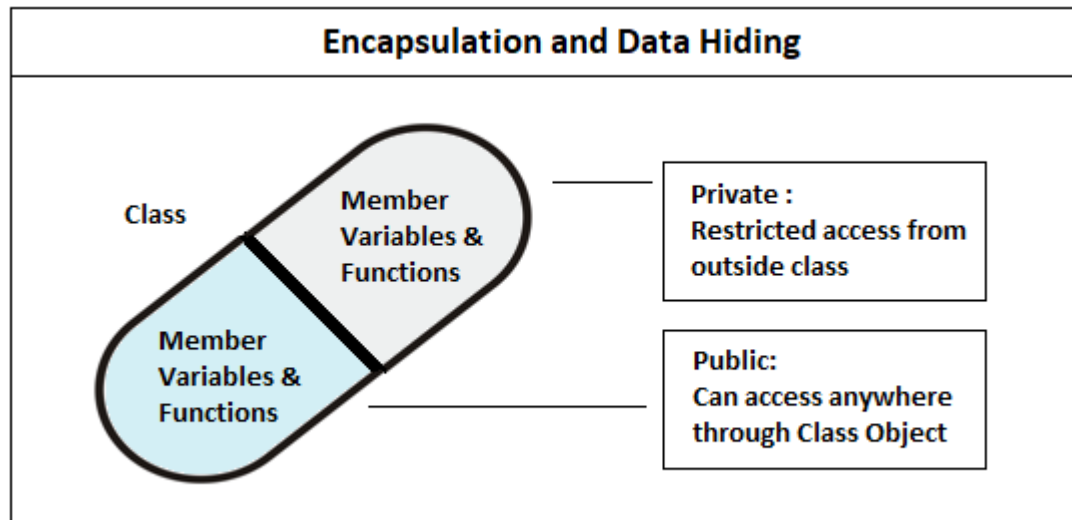 Encapsulation and Data Hiding
Class
Member
Variables &
Functions
Member
Variables &
Functions
Private :
Restricted access from
outside class
Public:
Can access anywhere
through Class Object